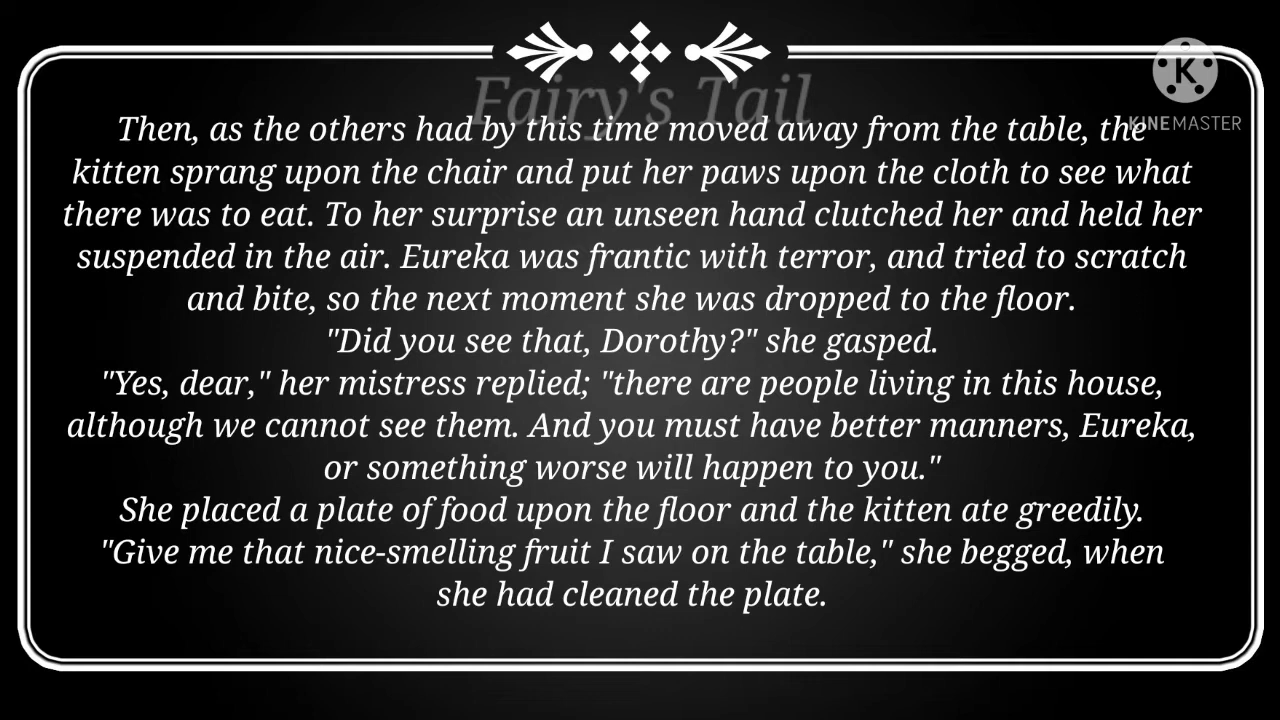 Fairy's Tail
K
KINEMASTER
Then, as the others had by this time moved away from the table, the
kitten sprang upon the chair and put her paws upon the cloth to see what
there was to eat. To her surprise an unseen hand clutched her and held her
suspended in the air. Eureka was frantic with terror, and tried to scratch
and bite, so the next moment she was dropped to the floor.
"Did you see that, Dorothy?" she gasped.
"Yes, dear," her mistress replied; "there are people living in this house,
although we cannot see them. And you must have better manners, Eureka,
or something worse will happen to you."
She placed a plate of food upon the floor and the kitten ate greedily.
"Give me that nice-smelling fruit I saw on the table," she begged, when
she had cleaned the plate.